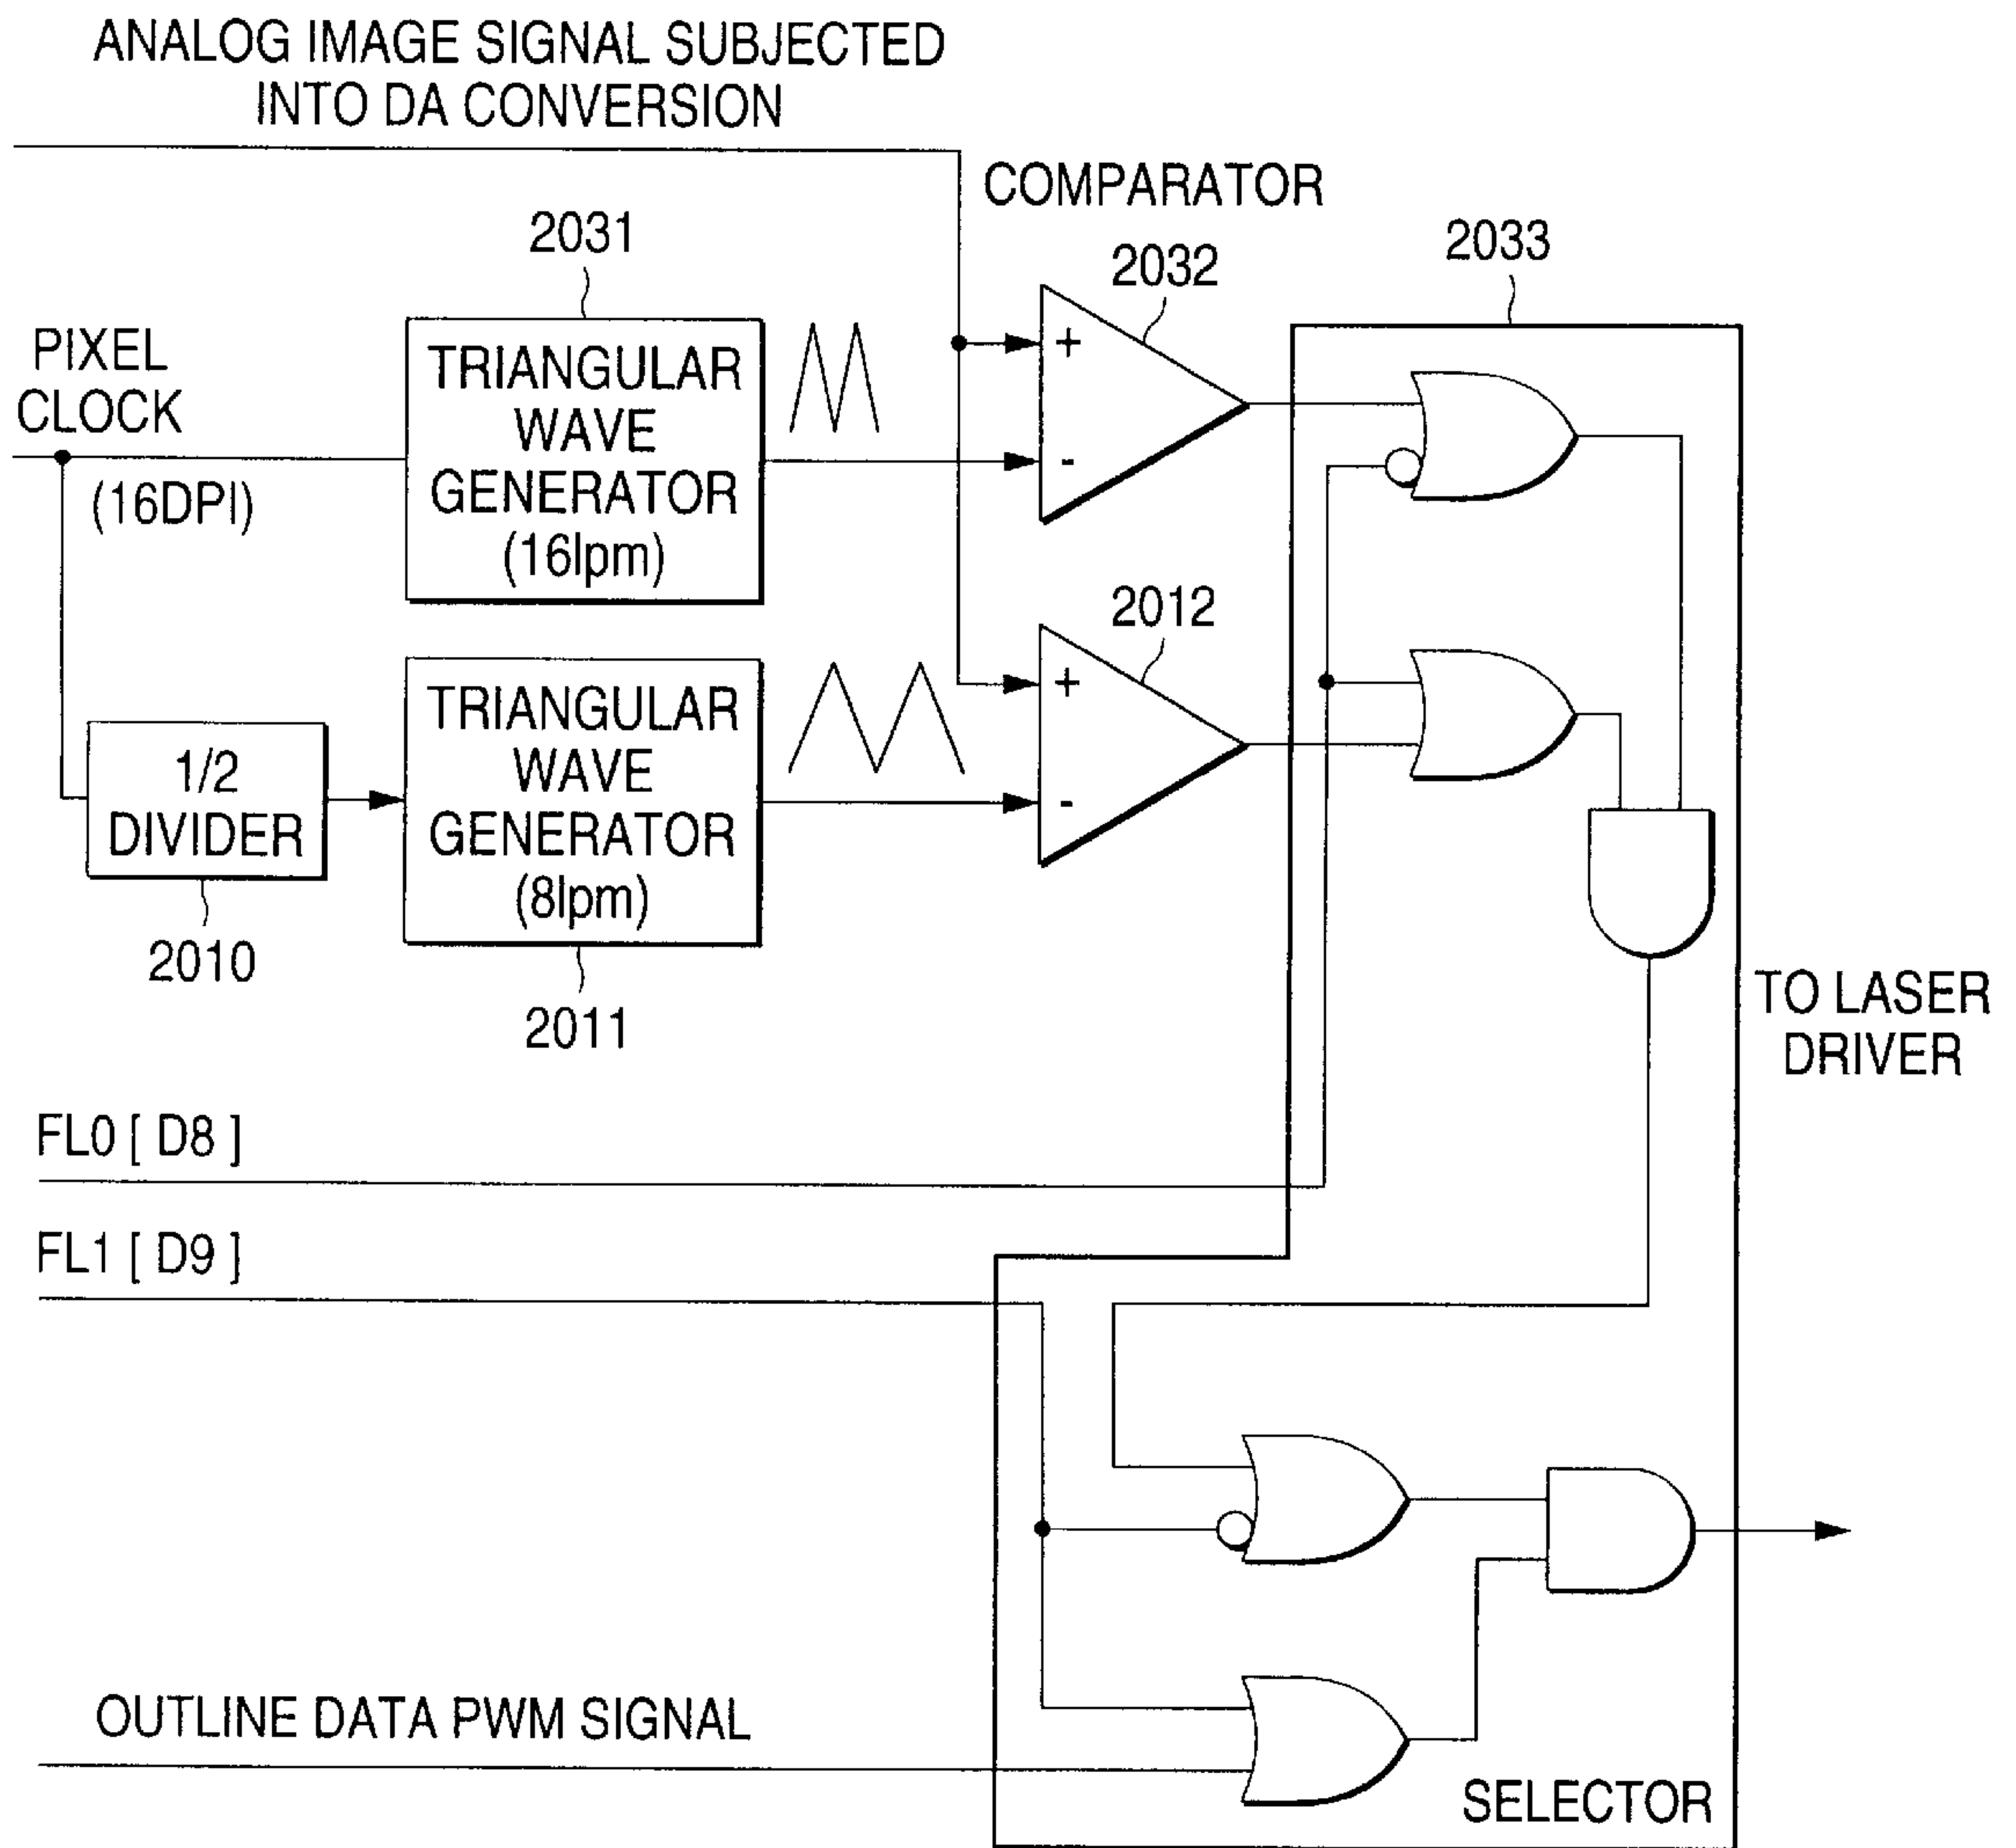 ANALOG IMAGE SIGNAL SUBJECTED
INTO DA CONVERSION
COMPARATOR
2031
2032
2033
PIXEL
CLOCK
(16DPI)
TRIANGULAR
WAVE
GENERATOR
(16lpm)
+
-
2012
TRIANGULAR
WAVE
GENERATOR
(8lpm)
+
-
1/2
DIVIDER
2010
2011
TO LASER
DRIVER
FL0 [ D8 ]
FL1 [ D9 ]
OUTLINE DATA PWM SIGNAL
SELECTOR